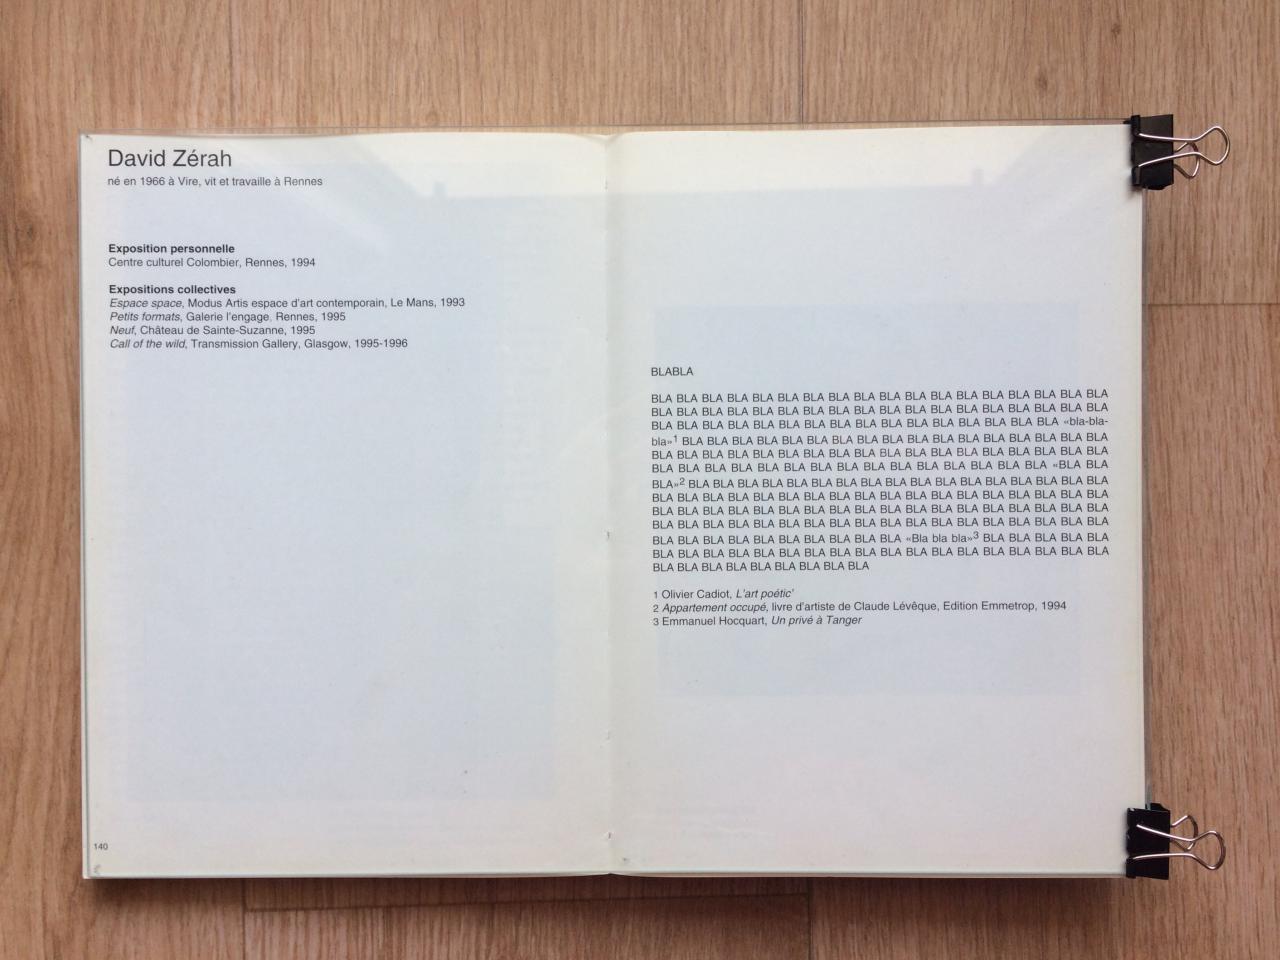 David Zérah
né en 1966 à Vire, vit et travaille à Rennes
Exposition personnelle
Centre culturel Colombier, Rennes, 1994
Expositions collectives
Espace space, Modus Artis espace d'art contemporain, Le Mans, 1993
Petits formats, Galerie l'engage, Rennes, 1995
Neuf, Château de Sainte-Suzanne, 1995
Call of the wild, Transmission Gallery, Glasgow, 1995-1996
140
BLABLA
BLA BLA BLA BLA BLA BLA BLA BLA BLA BLA BLA BLA BLA BLA BLA BLA BLA BLA
BLA BLA BLA BLA BLA BLA BLA BLA BLA BLA BLA BLA BLA BLA BLA BLA BLA BLA
BLA BLA BLA BLA BLA BLA BLA BLA BLA BLA BLA BLA BLA BLA BLA BLA «bla-bla-
bla»1 BLA BLA BLA BLA BLA BLA BLA BLA BLA BLA BLA BLA BLA BLA BLA BLA BLA
BLA BLA BLA BLA BLA BLA BLA BLA BLA BLA BLA BLA BLA BLA BLA BLA BLA BLA
BLA BLA BLA BLA BLA BLA BLA BLA BLA BLA BLA BLA BLA BLA BLA «BLA BLA
BLA»2 BLA BLA BLA BLA BLA BLA BLA BLA BLA BLA BLA BLA BLA BLA BLA BLA BLA
BLA BLA BLA BLA BLA BLA BLA BLA BLA BLA BLA BLA BLA BLA BLA BLA BLA BLA
BLA BLA BLA BLA BLA BLA BLA BLA BLA BLA BLA BLA BLA BLA BLA BLA BLA BLA
BLA BLA BLA BLA BLA BLA BLA BLA BLA BLA BLA BLA BLA BLA BLA BLA BLA BLA
BLA BLA BLA BLA BLA BLA BLA BLA BLA BLA «Bla bla bla»3 BLA BLA BLA BLA BLA
BLA BLA BLA BLA BLA BLA BLA BLA BLA BLA BLA BLA BLA BLA BLA BLA BLA BLA
BLA BLA BLA BLA BLA BLA BLA BLA BLA
1 Olivier Cadiot, L'art poétic'
2 Appartement occupé, livre d'artiste de Claude Lévêque, Edition Emmetrop, 1994
3 Emmanuel Hocquart, Un privé à Tanger